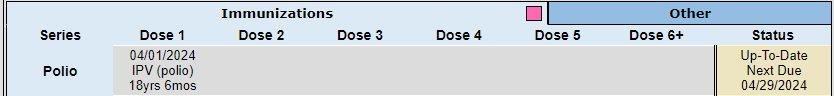 Immunizations Other
Series Dose 1 Dose 2 Dose 3 Dose 4 Dose 5 Dose 6+ Status
Polio
04/01/2024
IPV (polio)
18yrs 6mos
Up-To-Date
Next Due
04/29/2024